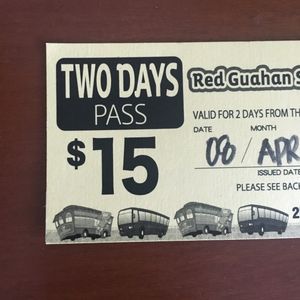 TWO DAYS
PASS
$15
Red Guahan S
VALID FOR 2 DAYS FROM TH
DATE MONTH
08 / APR
ISSUED DATE
PLEASE SEE BAC
2